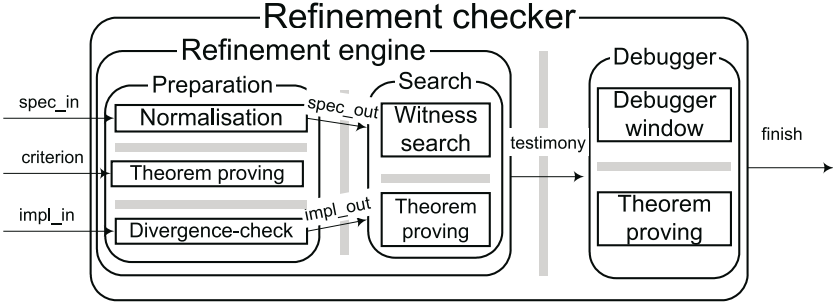 Refinement checker
Refinement engine
Debugger
Preparation
Search
spec_in
Normalisation
spec_out
Witness
search
Debugger
window
criterion
Theorem proving
testimony
finish
impl_in
Divergence-check
impl_out
Theorem
proving
Theorem
proving